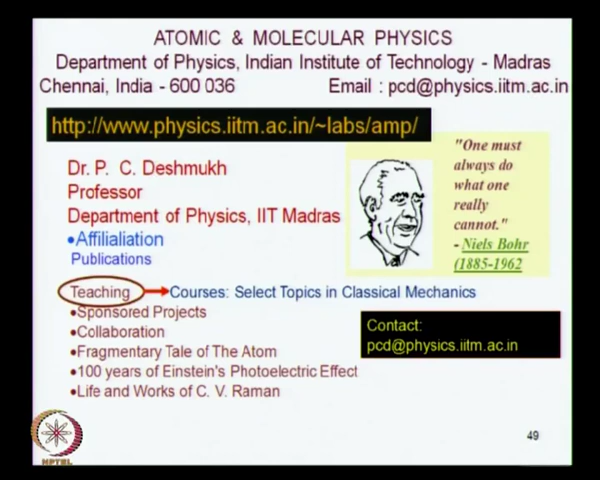 ATOMIC & MOLECULAR PHYSICS
Department of Physics, Indian Institute of Technology - Madras
Chennai, India - 600 036 Email : pcd@physics.iitm.ac.in
http://www.physics.iitm.ac.in/~labs/amp/
Dr. P. C. Deshmukh
Professor
Department of Physics, IIT Madras
•Affilialiation
Publications
"One must
always do
what one
really
cannot."
- Niels Bohr
(1885-1962
Teaching Courses: Select Topics in Classical Mechanics
•Sponsored Projects
•Collaboration
•Fragmentary Tale of The Atom
•100 years of Einstein's Photoelectric Effect
•Life and Works of C. V. Raman
Contact:
pcd@physics.iitm.ac.in
49
NPTEL